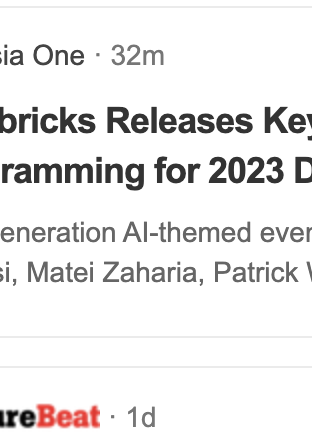 sia One · 32m
bricks Releases Key
ramming for 2023 D
eneration AI-themed ever
si, Matei Zaharia, Patrick W
ureBeat · 1d